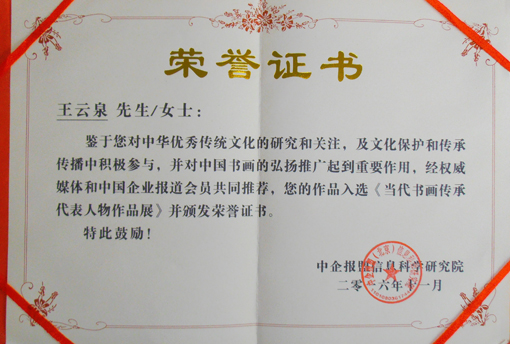 荣誉证书
王云泉 先生/女士：
鉴于您对中华优秀传统文化的研究和关注，及文化保护和传承
传播中积极参与，并对中国书画的弘扬推广起到重要作用，经权威
媒体和中国企业报道会员共同推荐，您的作品入选《当代书画传承
代表人物作品展》并颁发荣誉证书。
特此鼓励！
中企报盟信息科学研究院
二零一六年十一月